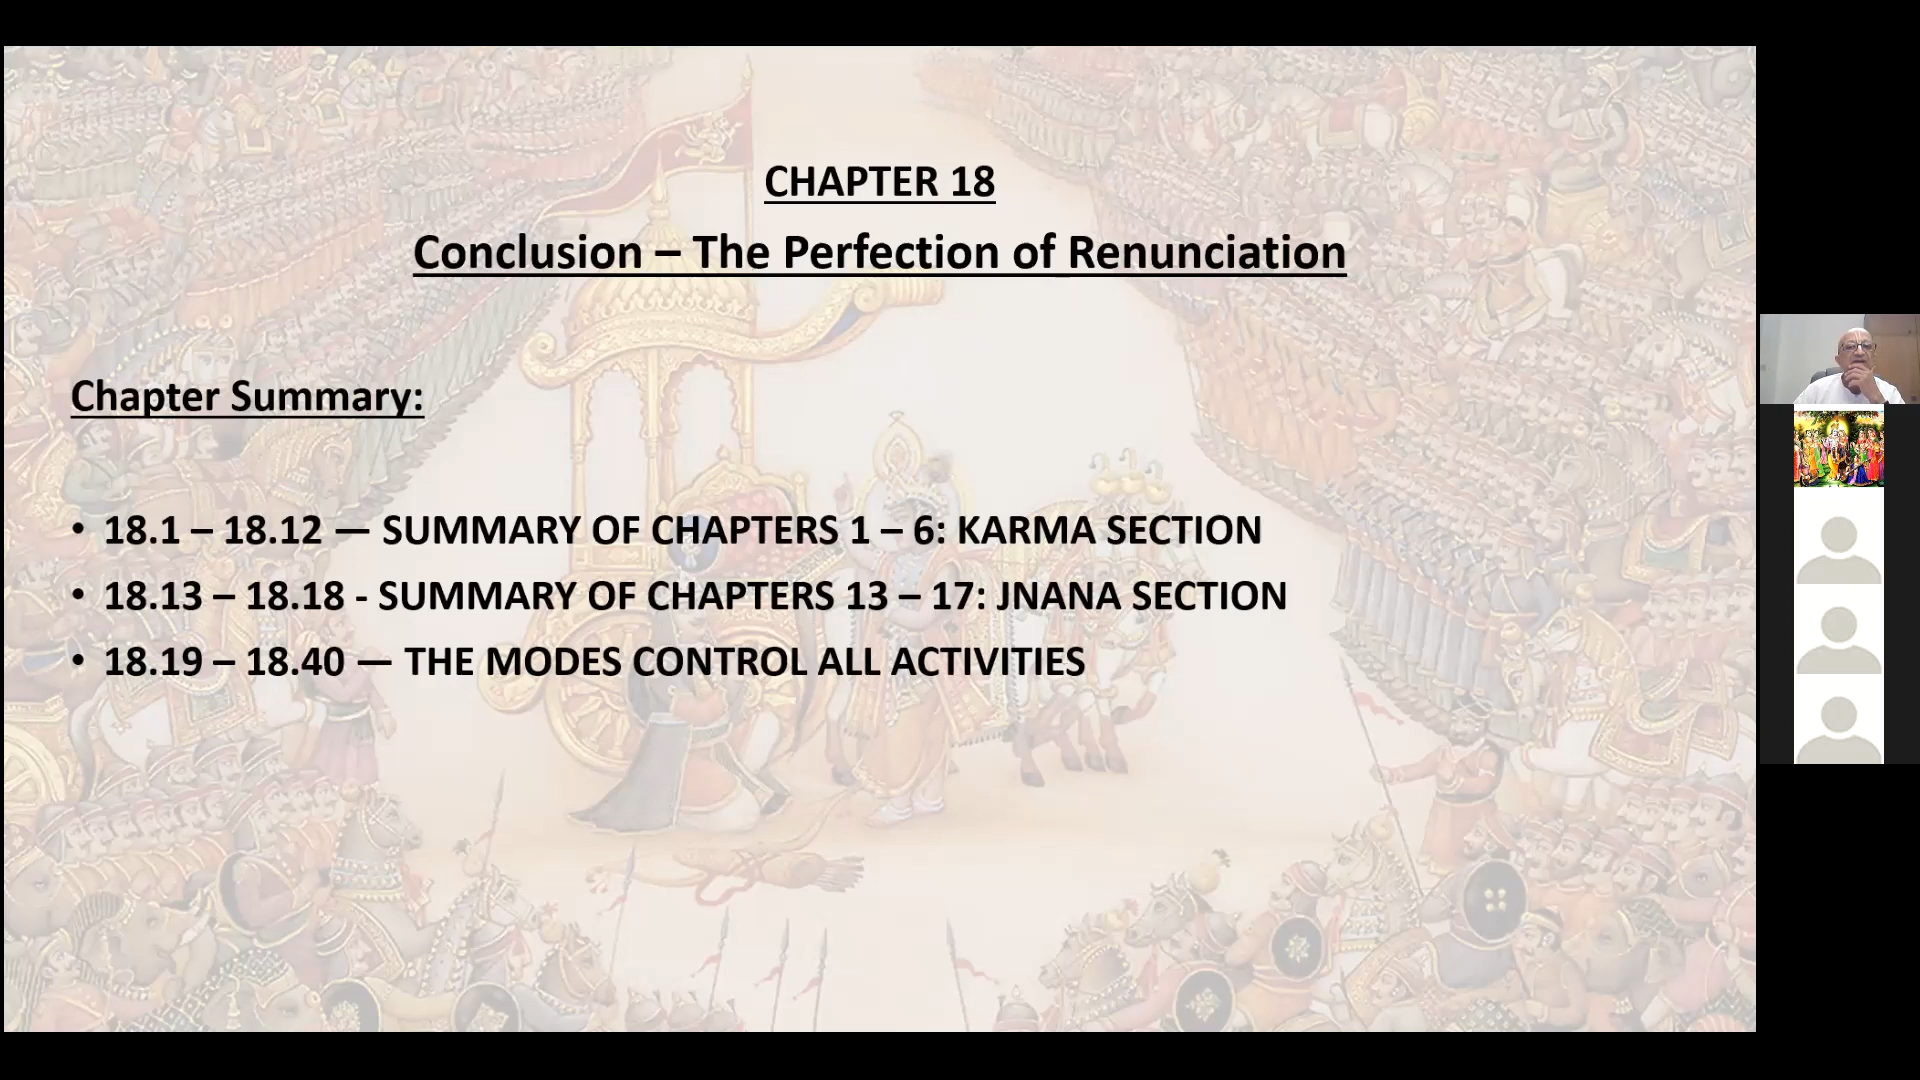 CHAPTER 18
Conclusion – The Perfection of Renunciation
Chapter Summary:
• 18.1 – 18.12 — SUMMARY OF CHAPTERS 1 – 6: KARMA SECTION
• 18.13 – 18.18 - SUMMARY OF CHAPTERS 13 – 17: JNANA SECTION
• 18.19 – 18.40 — THE MODES CONTROL ALL ACTIVITIES